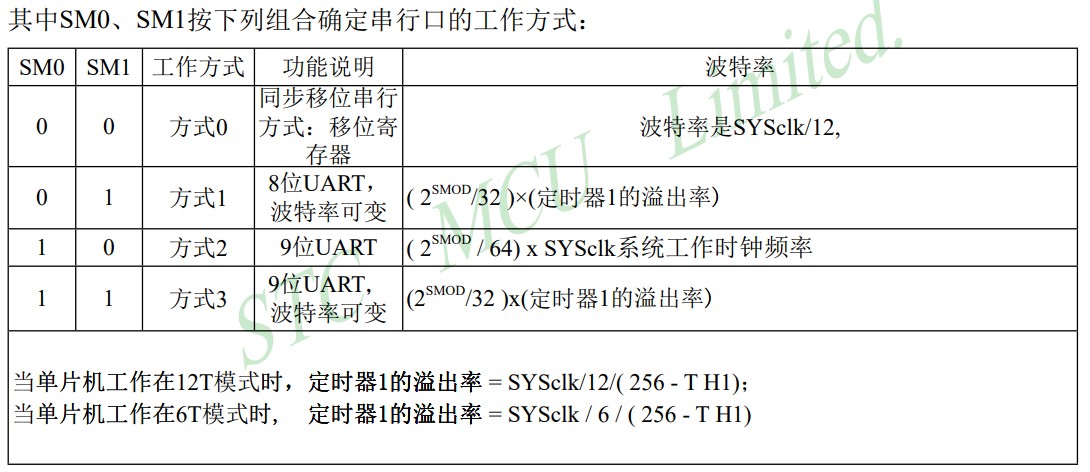 其中SM0、SM1按下列组合确定串行口的工作方式：
SM0 SM1 工作方式 功能说明 波特率
0 0 方式0 同步移位串行方式：移位寄存器 波特率是SYSclk/12,
0 1 方式1 8位UART，波特率可变 ( 2^SMOD/32 )×(定时器1的溢出率）
1 0 方式2 9位UART ( 2^SMOD / 64) x SYSclk系统工作时钟频率
1 1 方式3 9位UART，波特率可变 (2^SMOD/32 )x(定时器1的溢出率）
当单片机工作在12T模式时，定时器1的溢出率 = SYSclk/12/( 256 - T H1)；
当单片机工作在6T模式时, 定时器1的溢出率 = SYSclk / 6 / ( 256 - T H1)
STC MCU Limited.